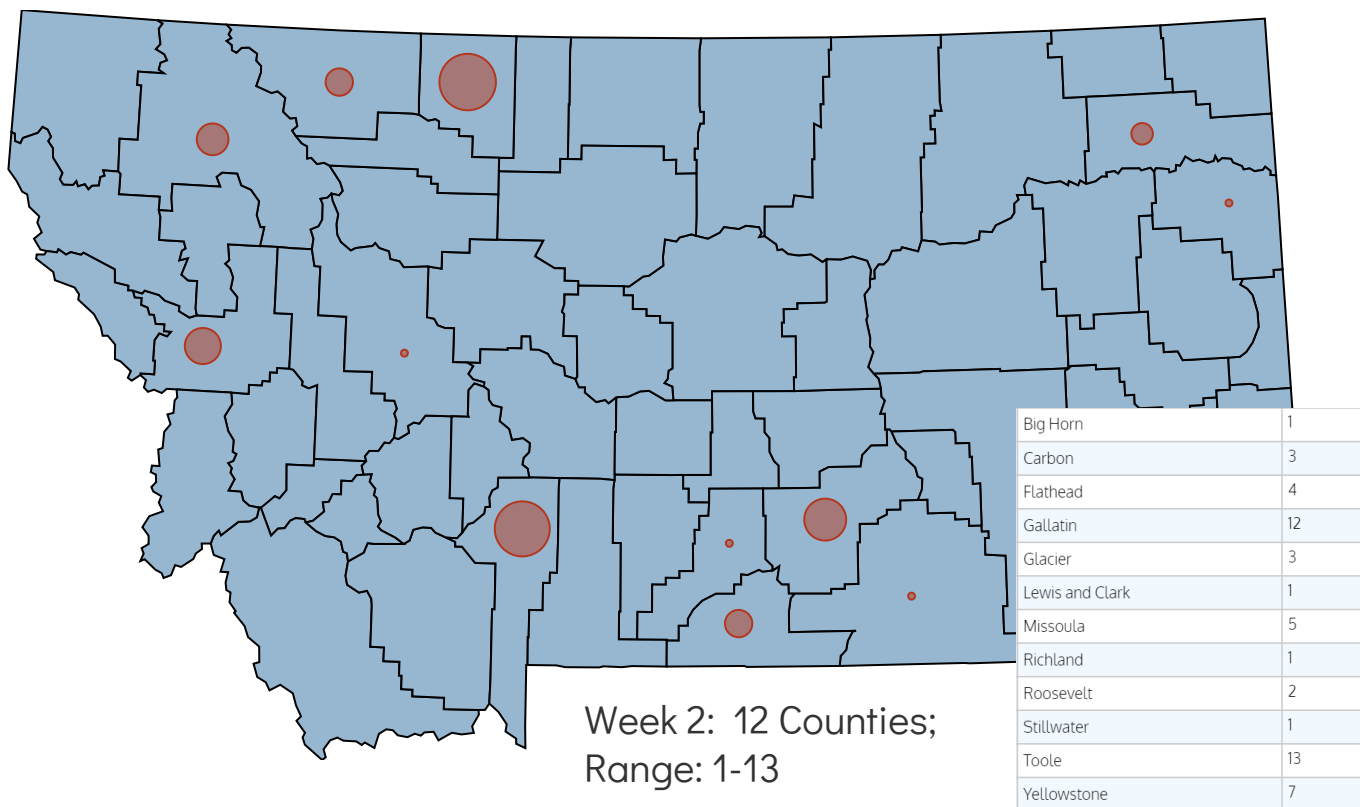 Big Horn 1
Carbon 3
Flathead 4
Gallatin 12
Glacier 3
Lewis and Clark 1
Missoula 5
Richland 1
Roosevelt 2
Stillwater 1
Toole 13
Yellowstone 7
Week 2: 12 Counties;
Range: 1-13